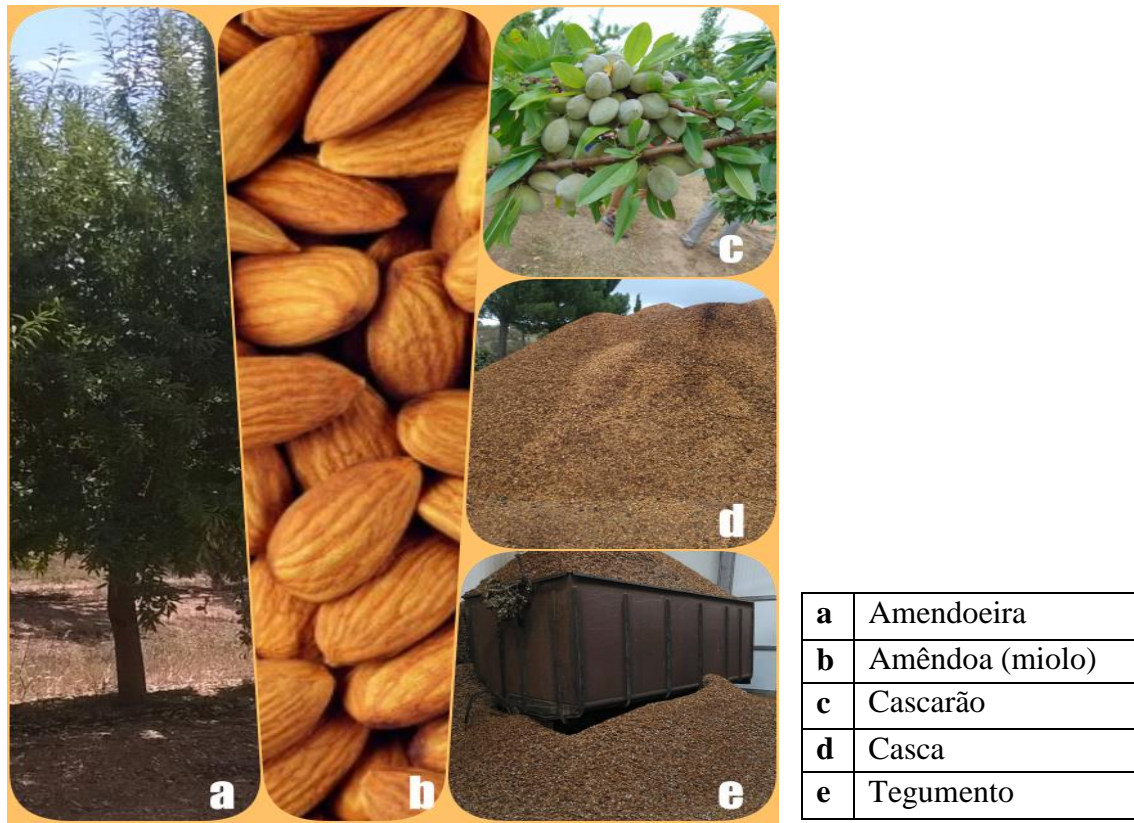 a
b
c
d
e
a Amendoeira
b Amêndoa (miolo)
c Cascarão
d Casca
e Tegumento